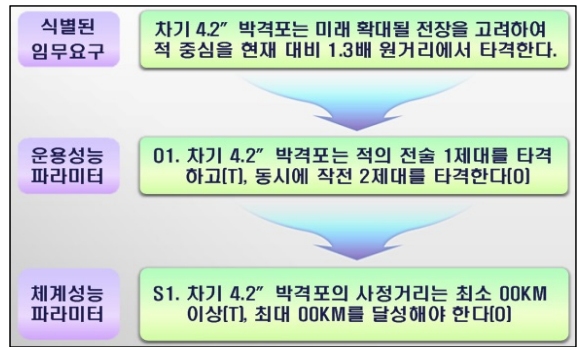 식별된
임무요구
차기 4.2″ 박격포는 미래 확대될 전장을 고려하여
적 중심을 현재 대비 1.3배 원거리에서 타격한다.
운용성능
파라미터
O1. 차기 4.2″ 박격포는 적의 전술 1제대를 타격
하고(T), 동시에 작전 2제대를 타격한다(O)
체계성능
파라미터
S1. 차기 4.2″ 박격포의 사정거리는 최소 00KM
이상(T), 최대 00KM를 달성해야 한다(O)